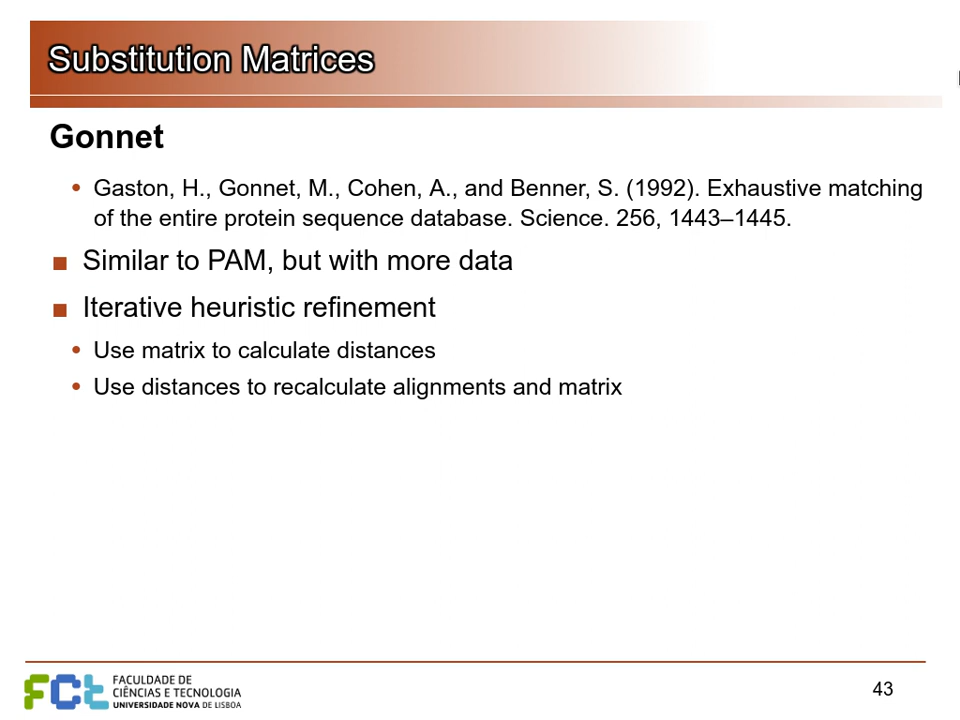 Substitution Matrices
Gonnet
• Gaston, H., Gonnet, M., Cohen, A., and Benner, S. (1992). Exhaustive matching
of the entire protein sequence database. Science. 256, 1443–1445.
■ Similar to PAM, but with more data
■ Iterative heuristic refinement
• Use matrix to calculate distances
• Use distances to recalculate alignments and matrix
FCt
FACULDADE DE
CIÊNCIAS E TECNOLOGIA
UNIVERSIDADE NOVA DE LISBOA
43